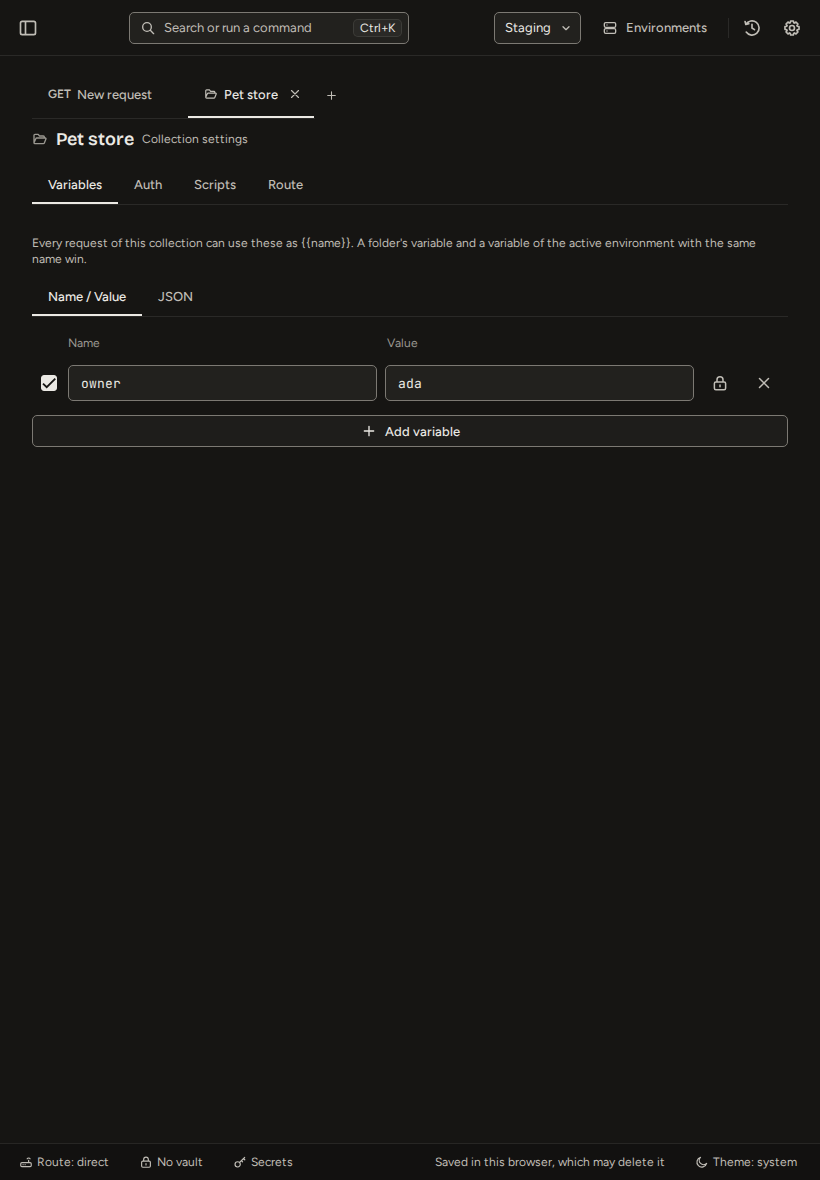 Search or run a command Ctrl+K Staging Environments
GET New request Pet store
Pet store Collection settings
Variables Auth Scripts Route
Every request of this collection can use these as {{name}}. A folder's variable and a variable of the active environment with the same
name win.
Name / Value JSON
Name Value
owner ada
Add variable
Route: direct No vault Secrets Saved in this browser, which may delete it Theme: system